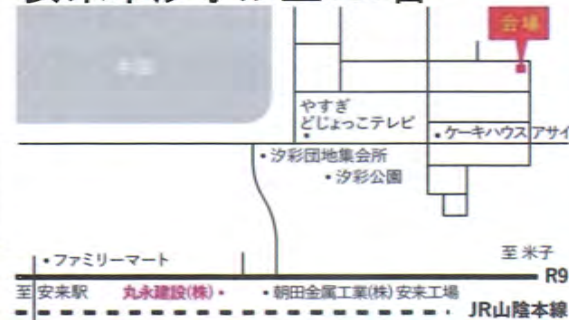 会場
やすぎ
どじょっこテレビ
・ケーキハウス アサイ
・汐彩団地集会所
・汐彩公園
・ファミリーマート
至 米子
R9
至 安来駅
丸永建設(株)・
・朝田金属工業(株)安来工場
JR山陰本線